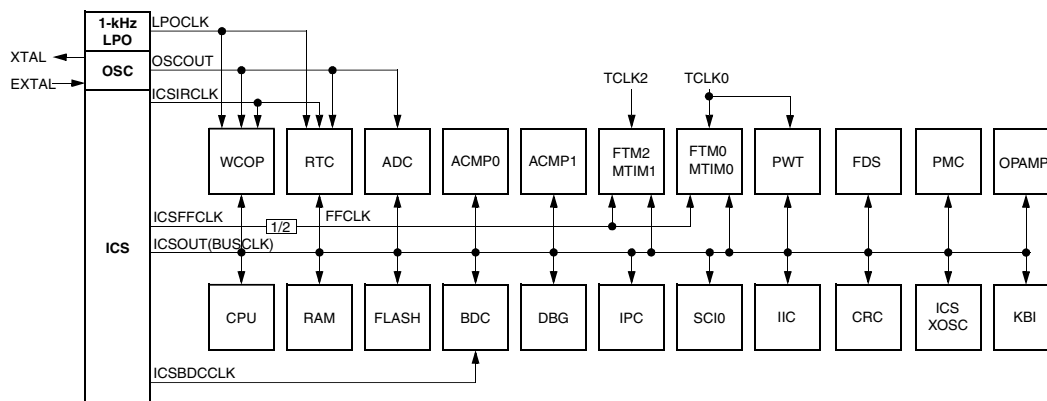 1-kHz
LPO
LPOCLK
XTAL
OSC
OSCOUT
EXTAL
ICSIRCLK
TCLK2
TCLK0
WCOP
RTC
ADC
ACMP0
ACMP1
FTM2
MTIM1
FTM0
MTIM0
PWT
FDS
PMC
OPAMP
ICSFFCLK
1/2
FFCLK
ICS
ICSOUT(BUSCLK)
CPU
RAM
FLASH
BDC
DBG
IPC
SCI0
IIC
CRC
ICS
XOSC
KBI
ICSBDCCLK